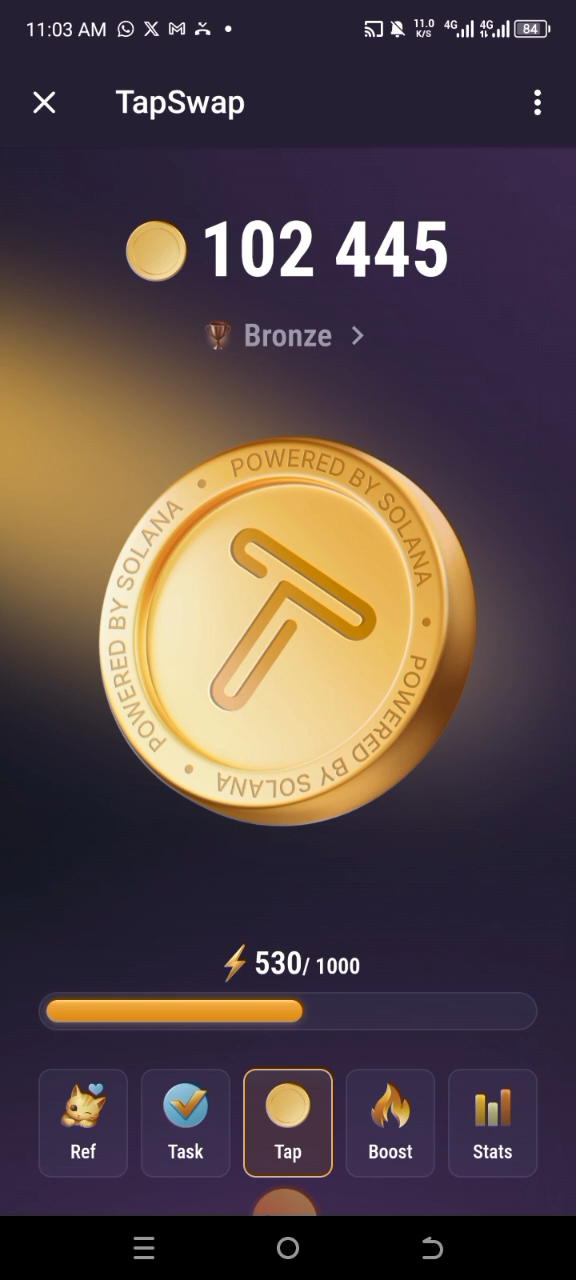 11:03 AM
11.0 K/S 4G 4G 84
TapSwap
102 445
Bronze
POWERED BY SOLANA • POWERED BY SOLANA • POWERED BY SOLANA •
530/ 1000
Ref Task Tap Boost Stats